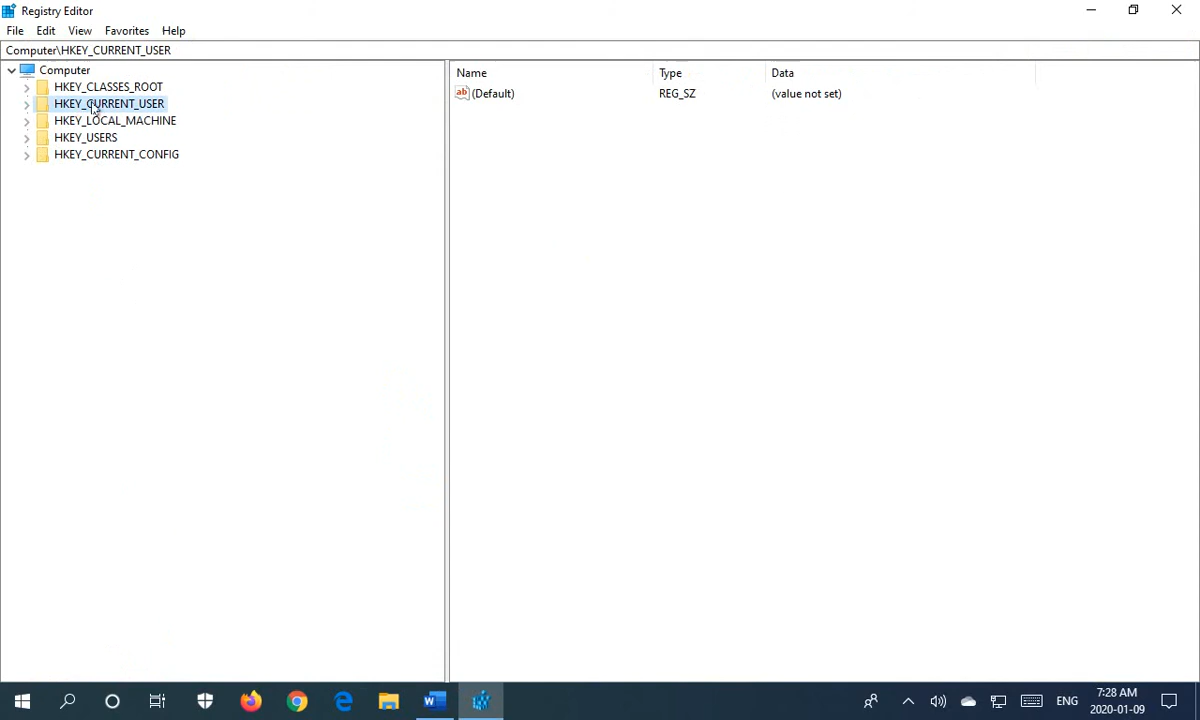 Registry Editor
File Edit View Favorites Help
Computer\HKEY_CURRENT_USER
Computer
HKEY_CLASSES_ROOT
HKEY_CURRENT_USER
HKEY_LOCAL_MACHINE
HKEY_USERS
HKEY_CURRENT_CONFIG
Name Type Data
ab (Default) REG_SZ (value not set)
ENG
7:28 AM
2020-01-09